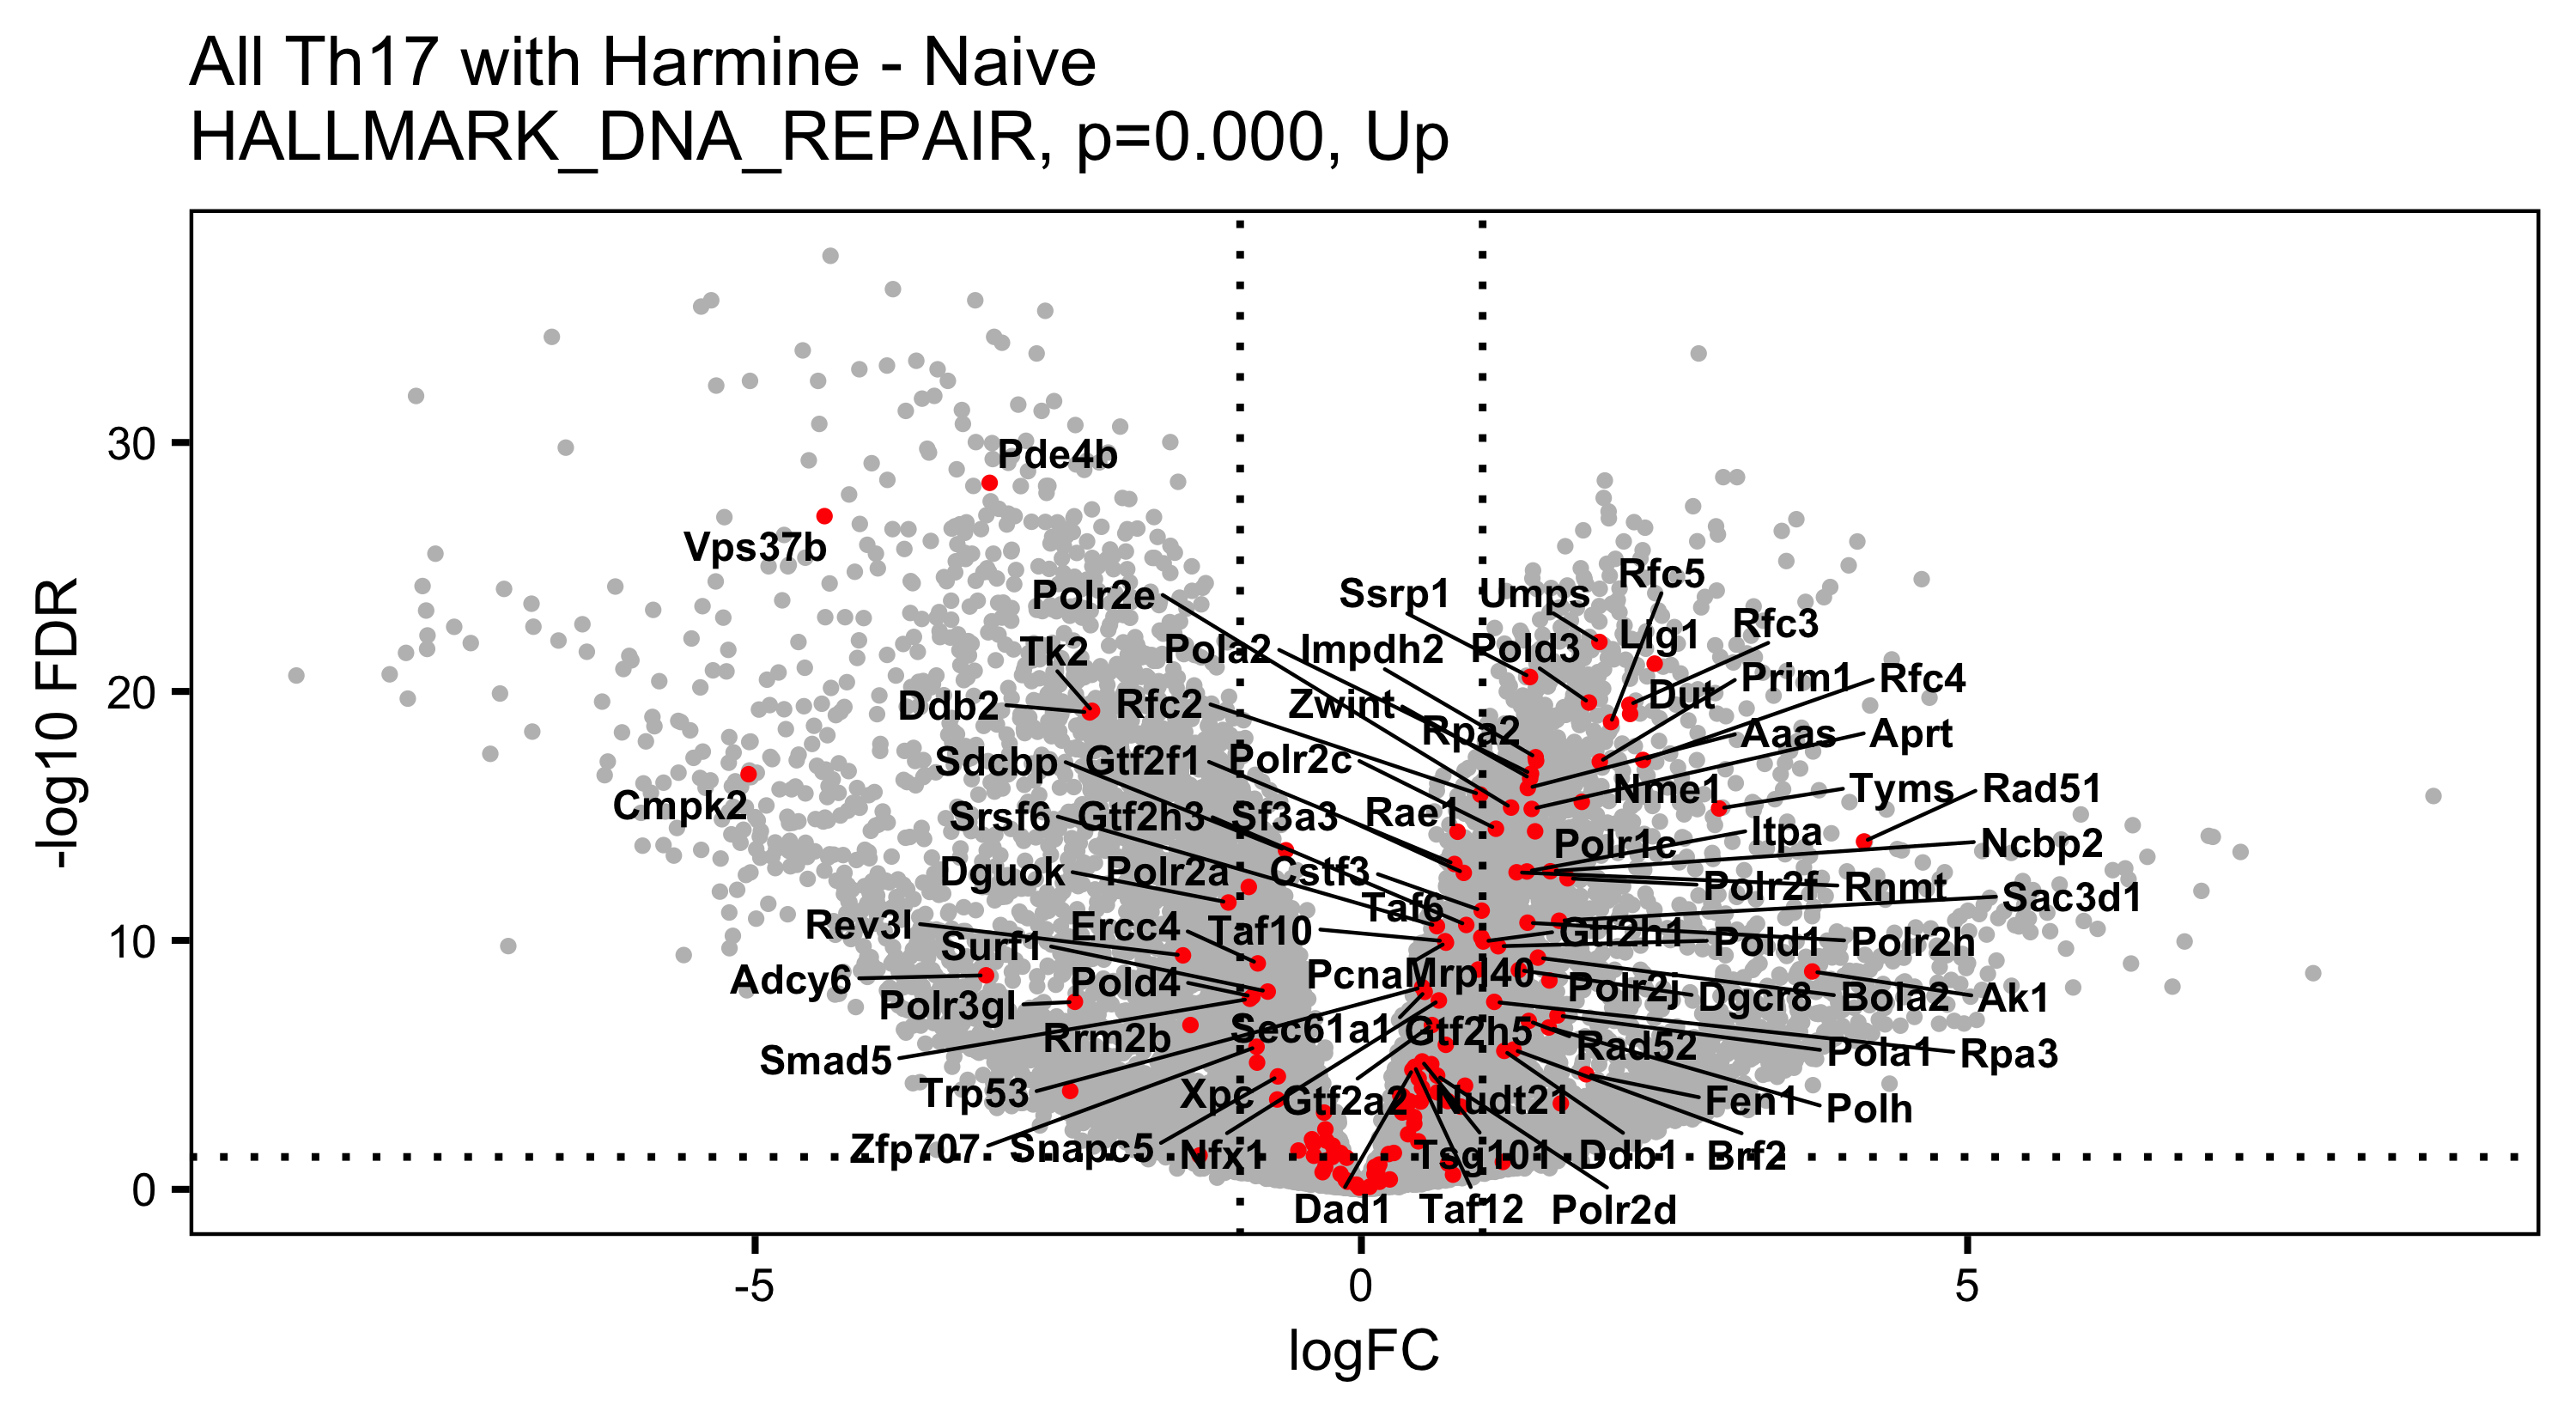 All Th17 with Harmine - Naive
HALLMARK_DNA_REPAIR, p=0.000, Up
-log10 FDR
30
20
10
0
Pde4b
Vps37b
Rfc5
Polr2e
Ssrp1
Umps
Rfc3
Lig1
Tk2
Pola2
Impdh2
Pold3
Prim1
Rfc4
Dut
Ddb2
Rfc2
Zwint
Rpa2
Aaas
Aprt
Sdcbp
Gtf2f1
Polr2c
Nme1
Tyms
Rad51
Cmpk2
Srsf6
Gtf2h3
Sf3a3
Rae1
Polr1c
Itpa
Ncbp2
Dguok
Polr2a
Cstf3
Polr2f
Rnmt
Sac3d1
Taf6
Rev3l
Ercc4
Taf10
Gtf2h1
Pold1
Polr2h
Surf1
Adcy6
Pold4
Pcna
Mrpl40
Polr2j
Dgcr8
Bola2
Ak1
Polr3gl
Rrm2b
Sec61a1
Gtf2h5
Rad52
Pola1
Rpa3
Smad5
Trp53
Xpc
Gtf2a2
Nudt21
Fen1
Polh
Zfp707
Snapc5
Nfx1
Tsg101
Ddb1
Brf2
Dad1
Taf12
Polr2d
-5
0
5
logFC